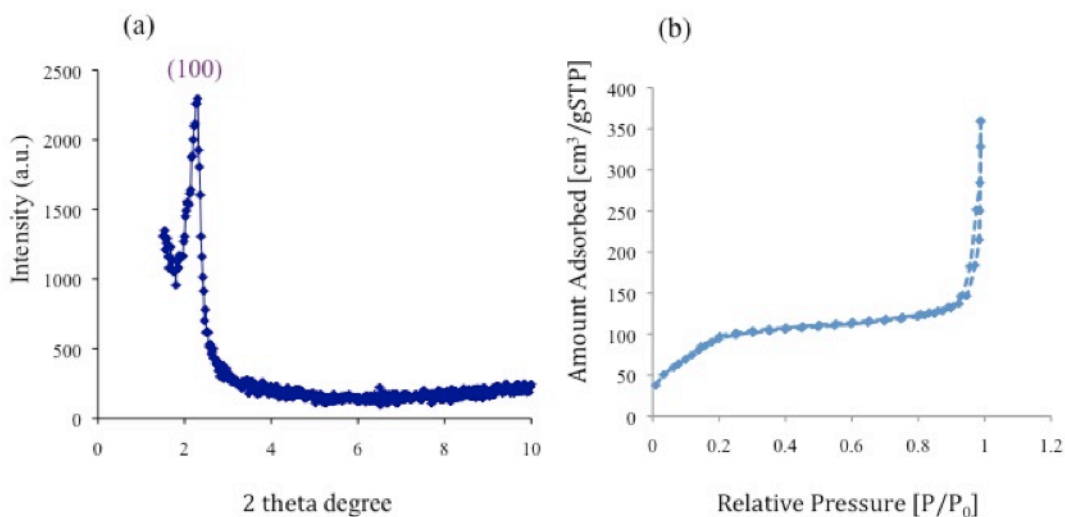 (a)
(100)
2500
2000
1500
1000
500
0
0 2 4 6 8 10
Intensity (a.u.)
2 theta degree
(b)
400
350
300
250
200
150
100
50
0
0 0.2 0.4 0.6 0.8 1 1.2
Amount Adsorbed [cm³/gSTP]
Relative Pressure [P/P₀]